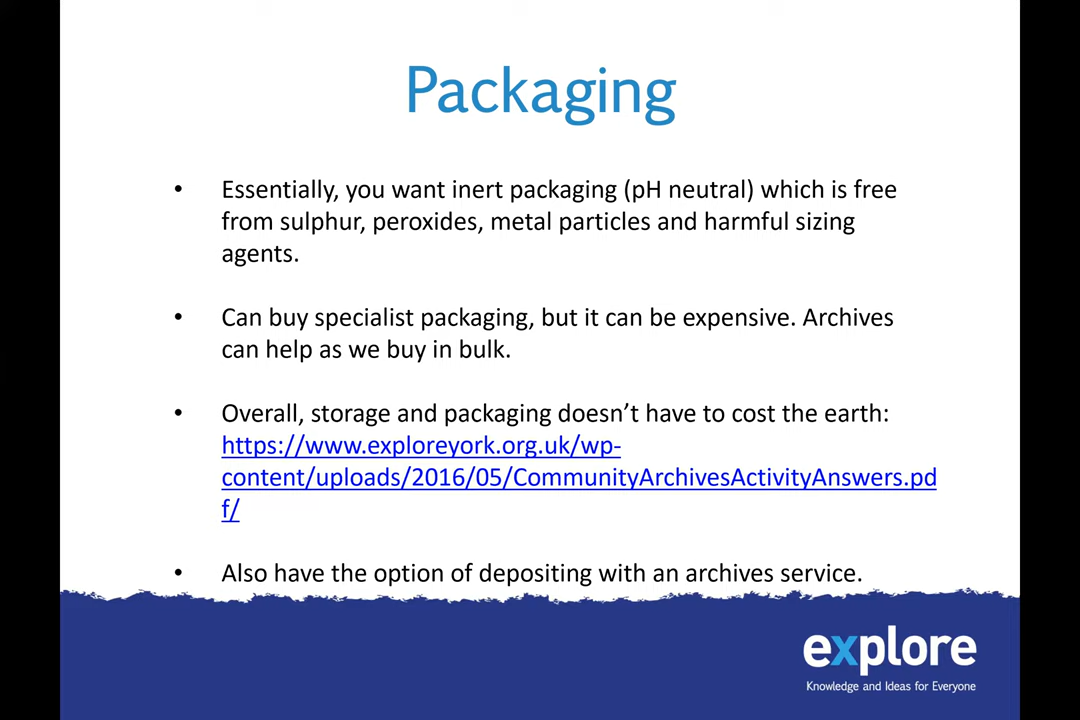 Packaging
• Essentially, you want inert packaging (pH neutral) which is free
from sulphur, peroxides, metal particles and harmful sizing
agents.
• Can buy specialist packaging, but it can be expensive. Archives
can help as we buy in bulk.
• Overall, storage and packaging doesn’t have to cost the earth:
https://www.exploreyork.org.uk/wp-
content/uploads/2016/05/CommunityArchivesActivityAnswers.pd
f/
• Also have the option of depositing with an archives service.
explore
Knowledge and Ideas for Everyone